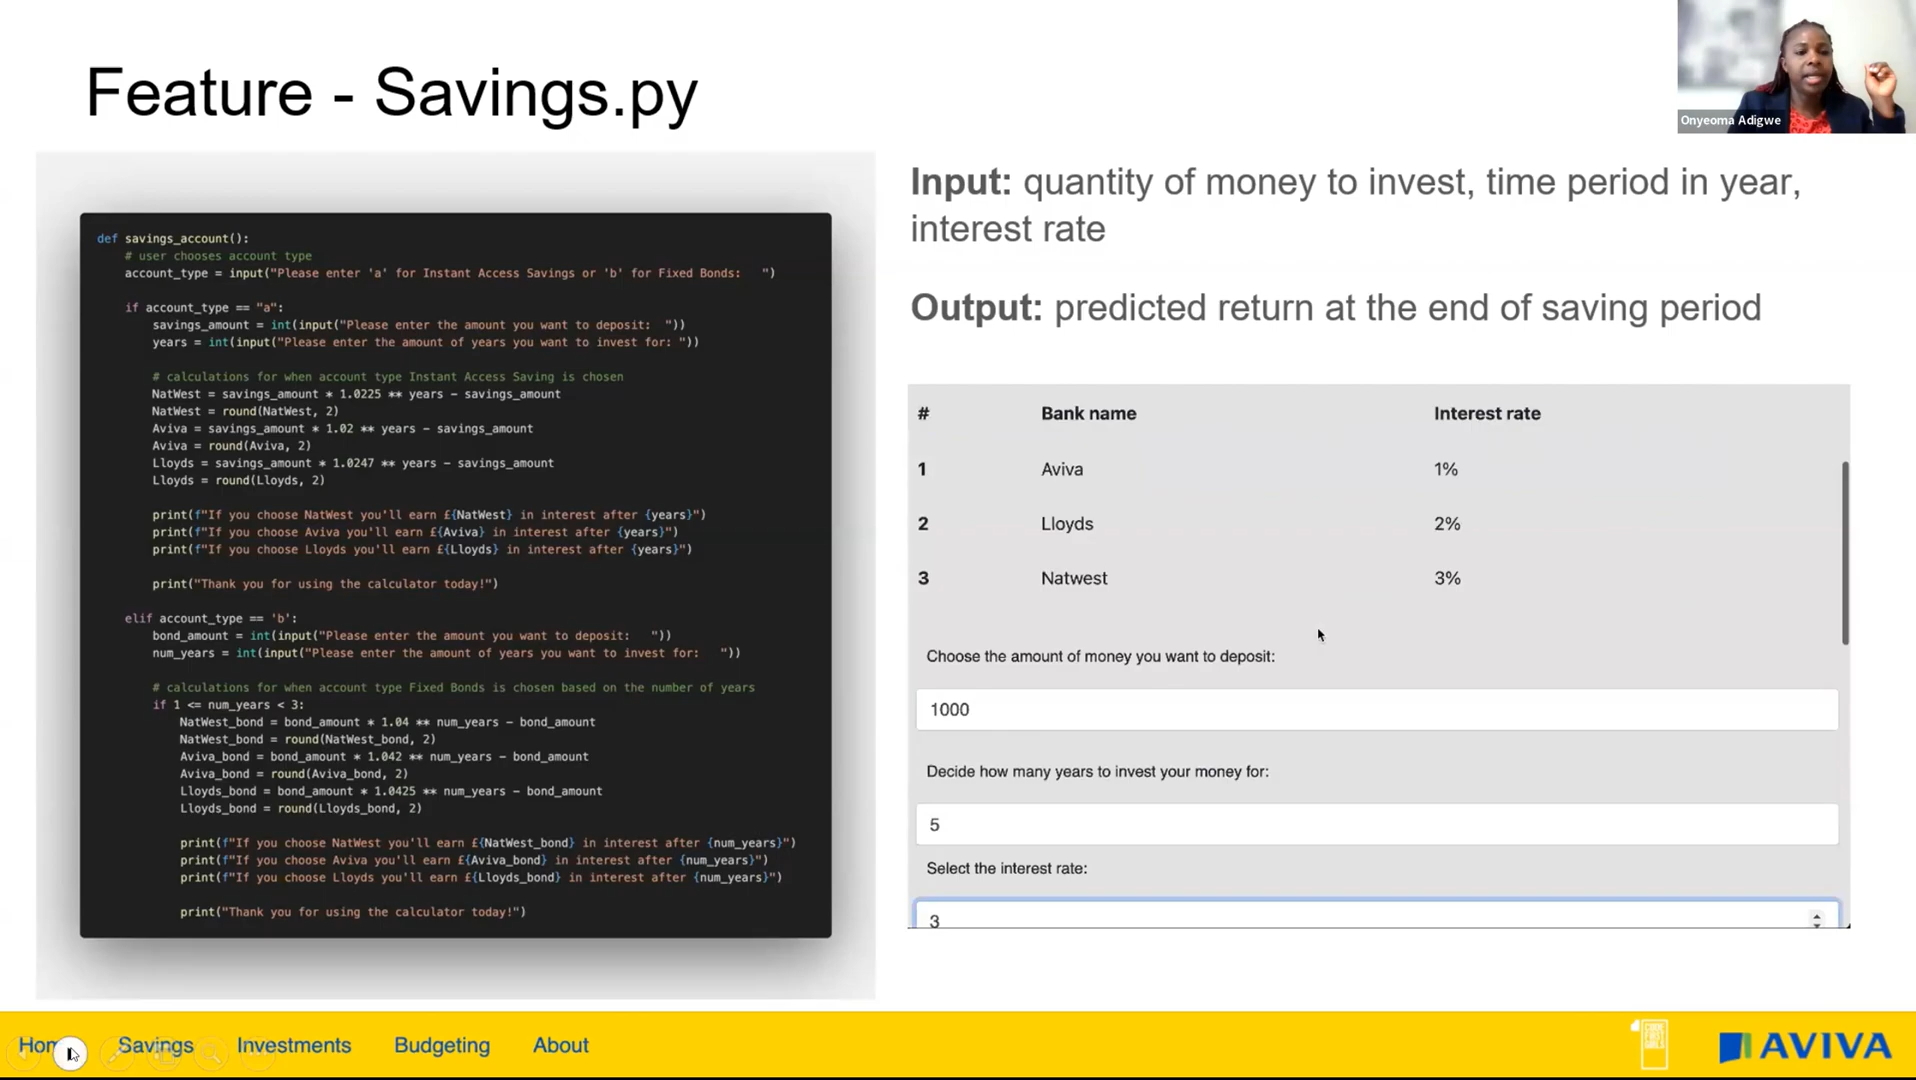 Feature - Savings.py
Onyeoma Adigwe
def savings_account():
# user chooses account type
account_type = input("Please enter 'a' for Instant Access Savings or 'b' for Fixed Bonds:   ")
if account_type == "a":
savings_amount = int(input("Please enter the amount you want to deposit:  "))
years = int(input("Please enter the amount of years you want to invest for: "))
# calculations for when account type Instant Access Saving is chosen
NatWest = savings_amount * 1.0225 ** years - savings_amount
NatWest = round(NatWest, 2)
Aviva = savings_amount * 1.02 ** years - savings_amount
Aviva = round(Aviva, 2)
Lloyds = savings_amount * 1.0247 ** years - savings_amount
Lloyds = round(Lloyds, 2)
print(f"If you choose NatWest you'll earn £{NatWest} in interest after {years}")
print(f"If you choose Aviva you'll earn £{Aviva} in interest after {years}")
print(f"If you choose Lloyds you'll earn £{Lloyds} in interest after {years}")
print("Thank you for using the calculator today!")
elif account_type == 'b':
bond_amount = int(input("Please enter the amount you want to deposit:   "))
num_years = int(input("Please enter the amount of years you want to invest for:   "))
# calculations for when account type Fixed Bonds is chosen based on the number of years
if 1 <= num_years < 3:
NatWest_bond = bond_amount * 1.04 ** num_years - bond_amount
NatWest_bond = round(NatWest_bond, 2)
Aviva_bond = bond_amount * 1.042 ** num_years - bond_amount
Aviva_bond = round(Aviva_bond, 2)
Lloyds_bond = bond_amount * 1.0425 ** num_years - bond_amount
Lloyds_bond = round(Lloyds_bond, 2)
print(f"If you choose NatWest you'll earn £{NatWest_bond} in interest after {num_years}")
print(f"If you choose Aviva you'll earn £{Aviva_bond} in interest after {num_years}")
print(f"If you choose Lloyds you'll earn £{Lloyds_bond} in interest after {num_years}")
print("Thank you for using the calculator today!")
Input: quantity of money to invest, time period in year,
interest rate
Output: predicted return at the end of saving period
# Bank name Interest rate
1 Aviva 1%
2 Lloyds 2%
3 Natwest 3%
Choose the amount of money you want to deposit:
1000
Decide how many years to invest your money for:
5
Select the interest rate:
3
Home Savings Investments Budgeting About
CODE
FIRST
GIRLS
AVIVA